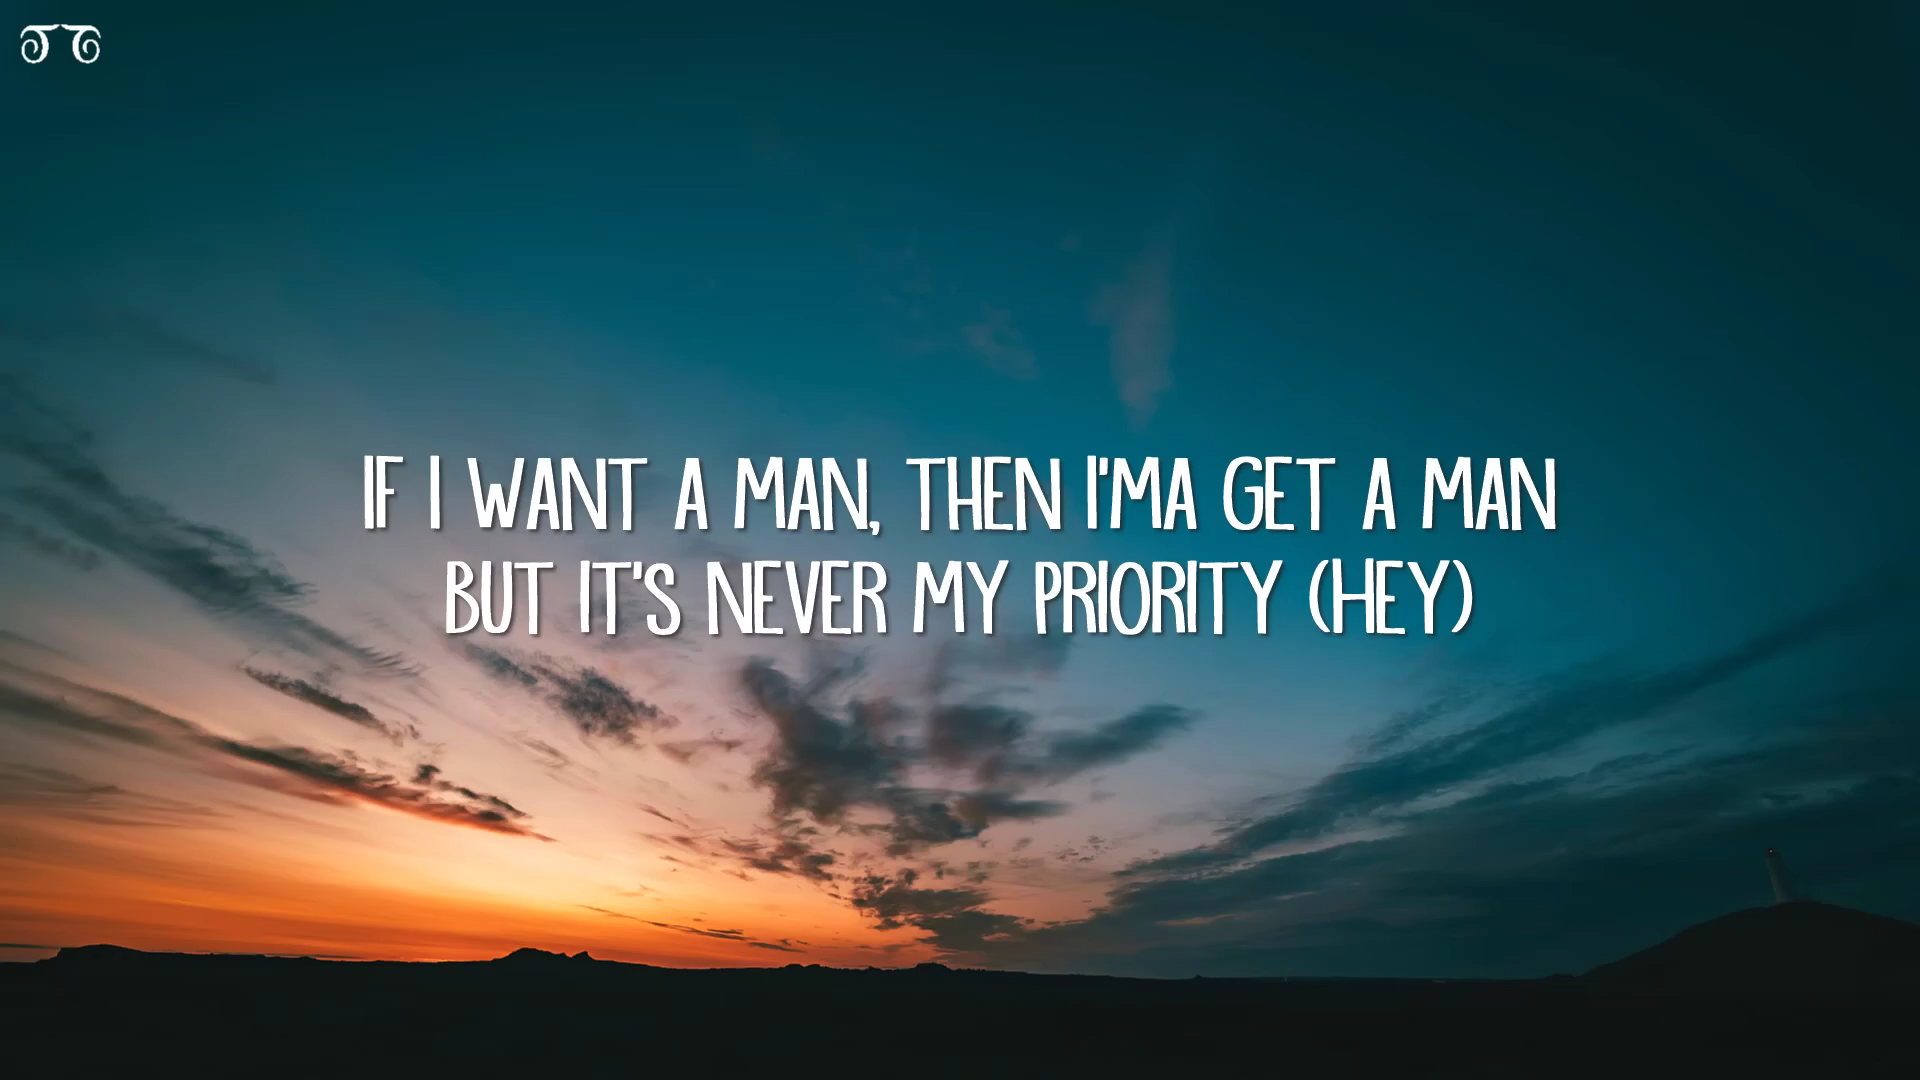 IF I WANT A MAN, THEN I'MA GET A MAN
BUT IT'S NEVER MY PRIORITY (HEY)